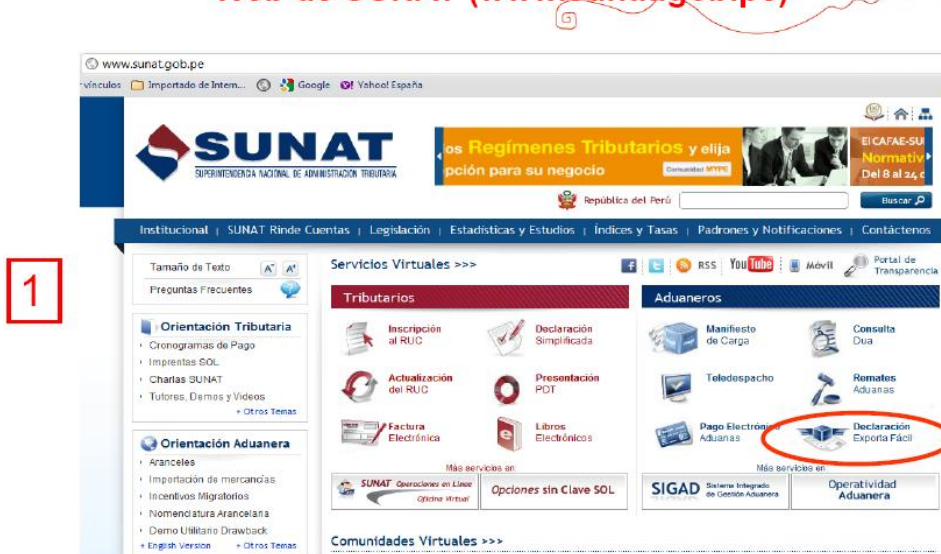 www.sunat.gob.pe
vínculos Importado de Intern... Google Yahoo! España
SUNAT
SUPERINTENDENCIA NACIONAL DE ADMINISTRACIÓN TRIBUTARIA
os Regímenes Tributarios y elija
pción para su negocio
Comunidad MYPE
El CAFAE-SU
Normativ
Del 8 al 24 d
República del Perú
Buscar
Institucional | SUNAT Rinde Cuentas | Legislación | Estadísticas y Estudios | Índices y Tasas | Padrones y Notificaciones | Contáctenos
1
Tamaño de Texto A- A+
Preguntas Frecuentes
Orientación Tributaria
Cronogramas de Pago
Imprentas SOL
Charlas SUNAT
Tutores, Demos y Videos
+ Otros Temas
Orientación Aduanera
Aranceles
Importación de mercancías
Incentivos Migratorios
Nomenclatura Arancelaria
Demo Utilitario Drawback
+ English Version + Otros Temas
Servicios Virtuales >>>
RSS YouTube Móvil Portal de
Transparencia
Tributarios
Inscripción
al RUC
Declaración
Simplificada
Actualización
del RUC
Presentación
PDT
Factura
Electrónica
Libros
Electrónicos
Más servicios en
SUNAT Operaciones en Línea
Oficina Virtual
Opciones sin Clave SOL
Aduaneros
Manifiesto
de Carga
Consulta
Dua
Teledespacho
Remates
Aduanas
Pago Electrónico
Aduanas
Declaración
Exporta Fácil
Más servicios en
SIGAD Sistema Integrado
de Gestión Aduanera
Operatividad
Aduanera
Comunidades Virtuales >>>